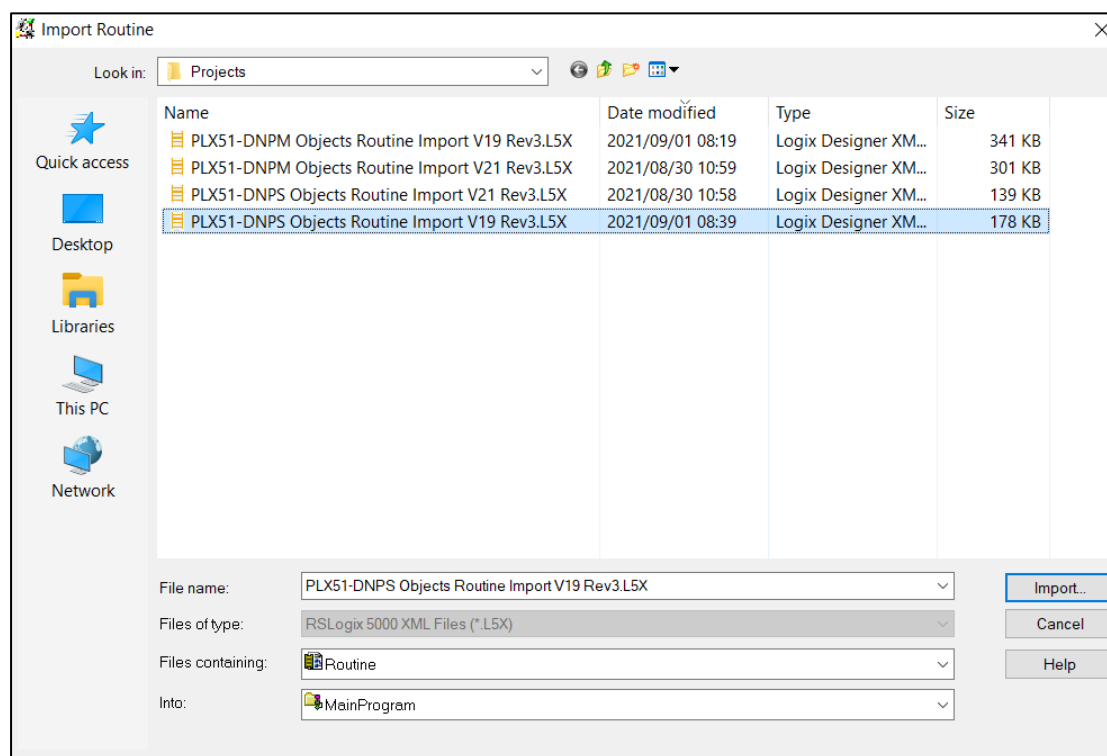 Import Routine
Look in: Projects
Name Date modified Type Size
PLX51-DNPM Objects Routine Import V19 Rev3.L5X 2021/09/01 08:19 Logix Designer XM... 341 KB
PLX51-DNPM Objects Routine Import V21 Rev3.L5X 2021/08/30 10:59 Logix Designer XM... 301 KB
PLX51-DNPS Objects Routine Import V21 Rev3.L5X 2021/08/30 10:58 Logix Designer XM... 139 KB
PLX51-DNPS Objects Routine Import V19 Rev3.L5X 2021/09/01 08:39 Logix Designer XM... 178 KB
Quick access
Desktop
Libraries
This PC
Network
File name: PLX51-DNPS Objects Routine Import V19 Rev3.L5X Import...
Files of type: RSLogix 5000 XML Files (*.L5X) Cancel
Files containing: Routine Help
Into: MainProgram